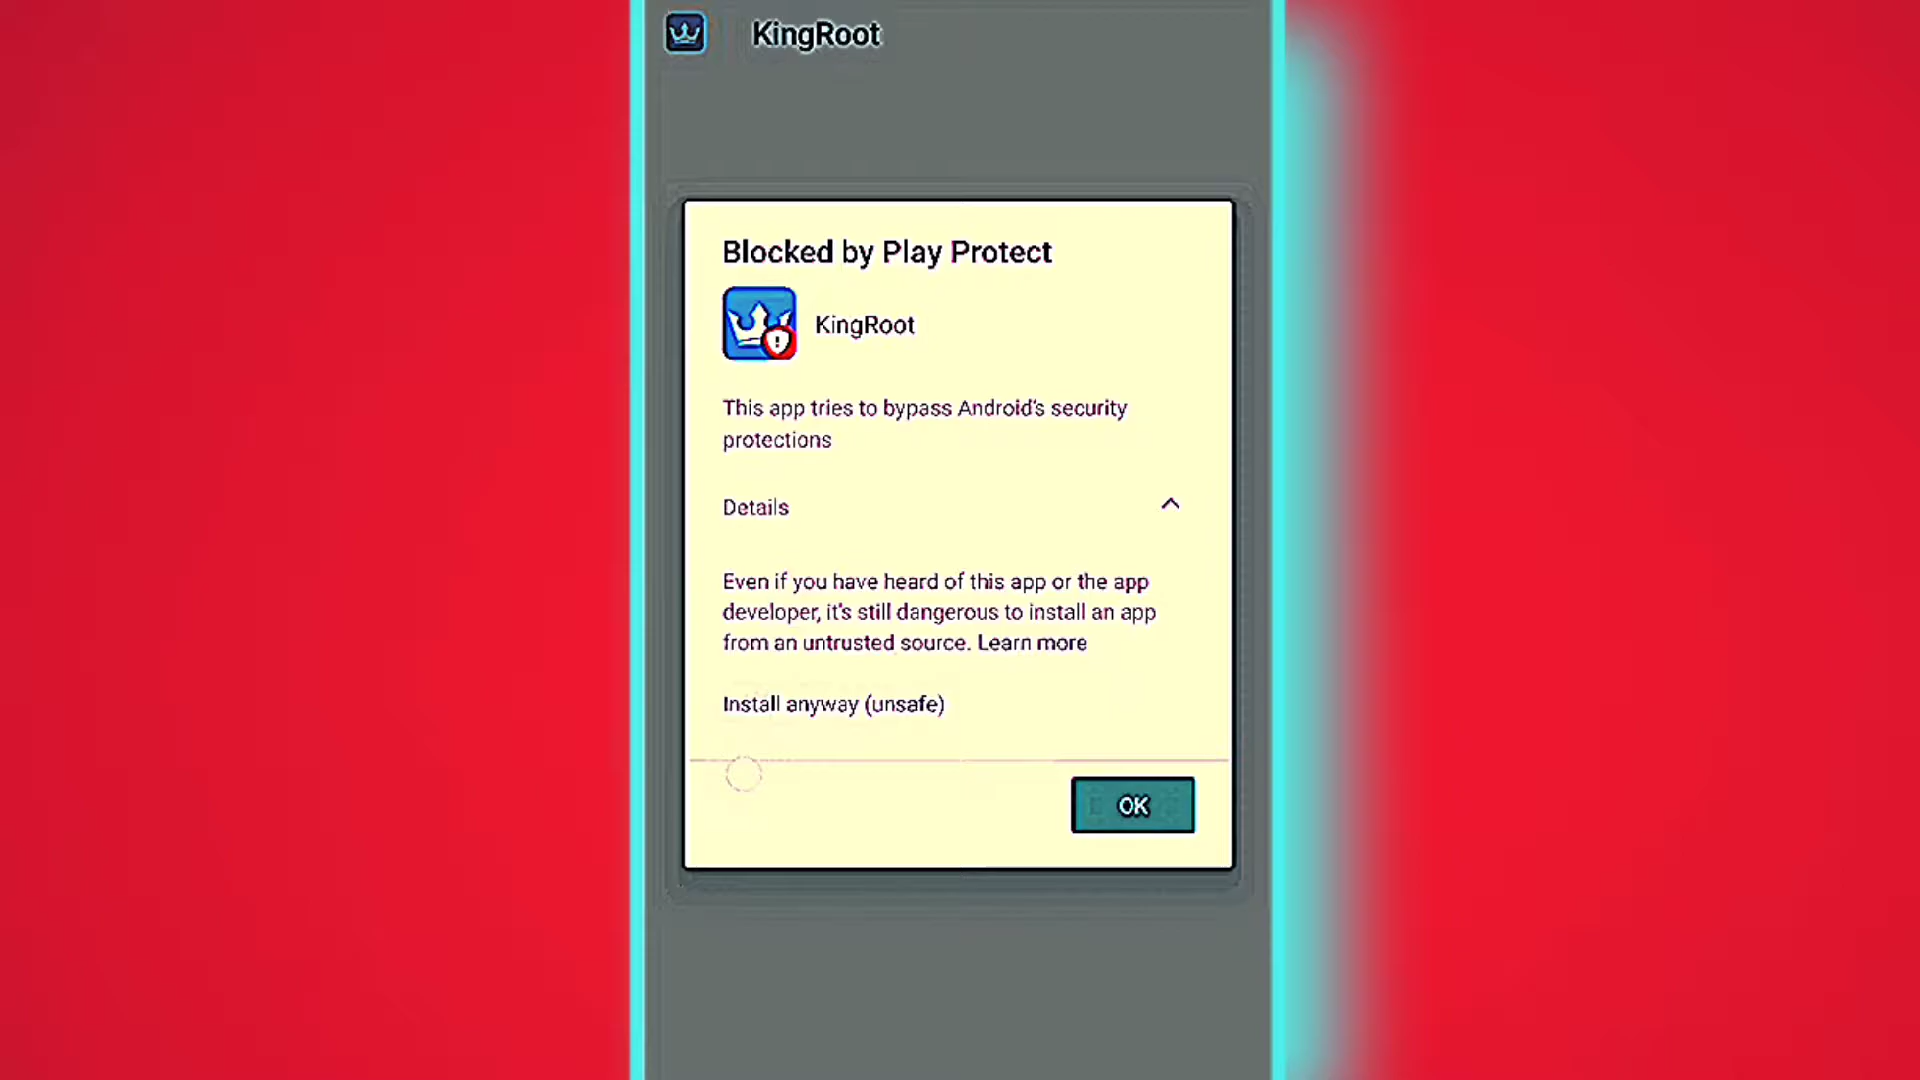 KingRoot
Blocked by Play Protect
KingRoot
This app tries to bypass Android's security
protections
Details
Even if you have heard of this app or the app
developer, it's still dangerous to install an app
from an untrusted source. Learn more
Install anyway (unsafe)
OK